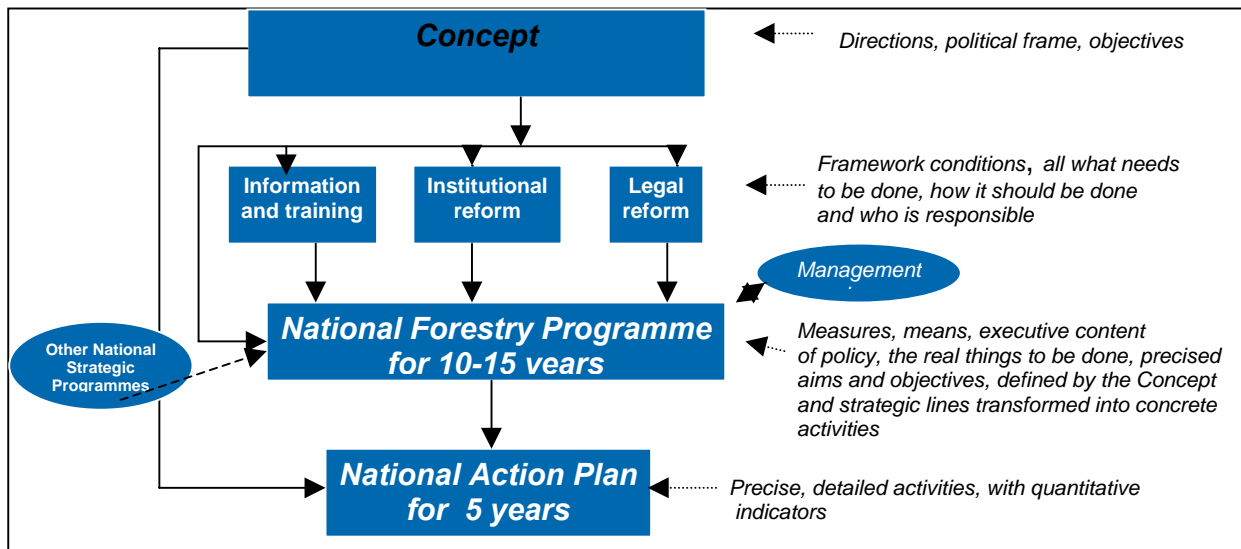 Concept
Directions, political frame, objectives
Information
and training
Institutional
reform
Legal
reform
Framework conditions, all what needs
to be done, how it should be done
and who is responsible
Management
National Forestry Programme
for 10-15 years
Other National
Strategic
Programmes
Measures, means, executive content
of policy, the real things to be done, precised
aims and objectives, defined by the Concept
and strategic lines transformed into concrete
activities
National Action Plan
for 5 years
Precise, detailed activities, with quantitative
indicators